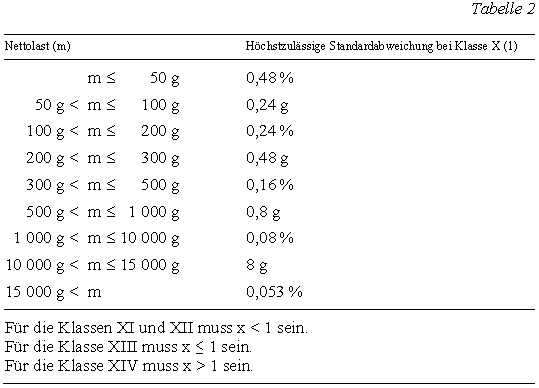 Tabelle 2
Nettolast (m) Höchstzulässige Standardabweichung bei Klasse X (1)
m ≤ 50 g 0,48 %
50 g < m ≤ 100 g 0,24 g
100 g < m ≤ 200 g 0,24 %
200 g < m ≤ 300 g 0,48 g
300 g < m ≤ 500 g 0,16 %
500 g < m ≤ 1 000 g 0,8 g
1 000 g < m ≤ 10 000 g 0,08 %
10 000 g < m ≤ 15 000 g 8 g
15 000 g < m 0,053 %
Für die Klassen XI und XII muss x < 1 sein.
Für die Klasse XIII muss x ≤ 1 sein.
Für die Klasse XIV muss x > 1 sein.